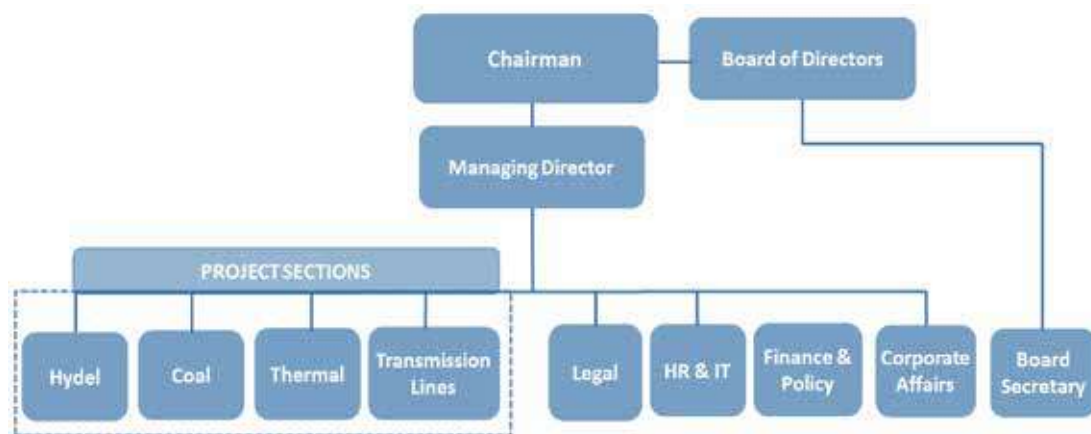 Chairman
Board of Directors
Managing Director
PROJECT SECTIONS
Hydel
Coal
Thermal
Transmission
Lines
Legal
HR & IT
Finance &
Policy
Corporate
Affairs
Board
Secretary